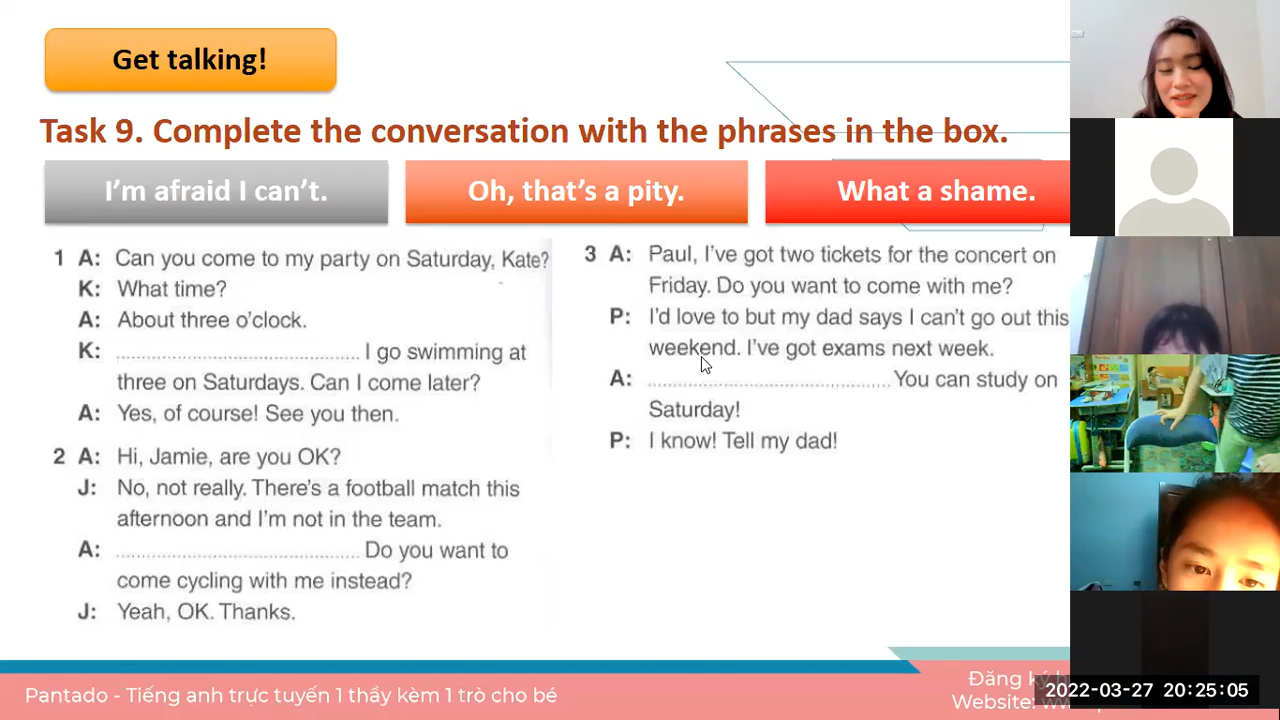 Get talking!
Task 9. Complete the conversation with the phrases in the box.
I'm afraid I can't.
Oh, that's a pity.
What a shame.
1 A: Can you come to my party on Saturday, Kate?
K: What time?
A: About three o'clock.
K: ........................................ I go swimming at
three on Saturdays. Can I come later?
A: Yes, of course! See you then.
2 A: Hi, Jamie, are you OK?
J: No, not really. There's a football match this
afternoon and I'm not in the team.
A: ........................................ Do you want to
come cycling with me instead?
J: Yeah, OK. Thanks.
3 A: Paul, I've got two tickets for the concert on
Friday. Do you want to come with me?
P: I'd love to but my dad says I can't go out this
weekend. I've got exams next week.
A: ........................................ You can study on
Saturday!
P: I know! Tell my dad!
Pantado - Tiếng anh trực tuyến 1 thầy kèm 1 trò cho bé
Đăng ký
Website:
2022-03-27 20:25:05